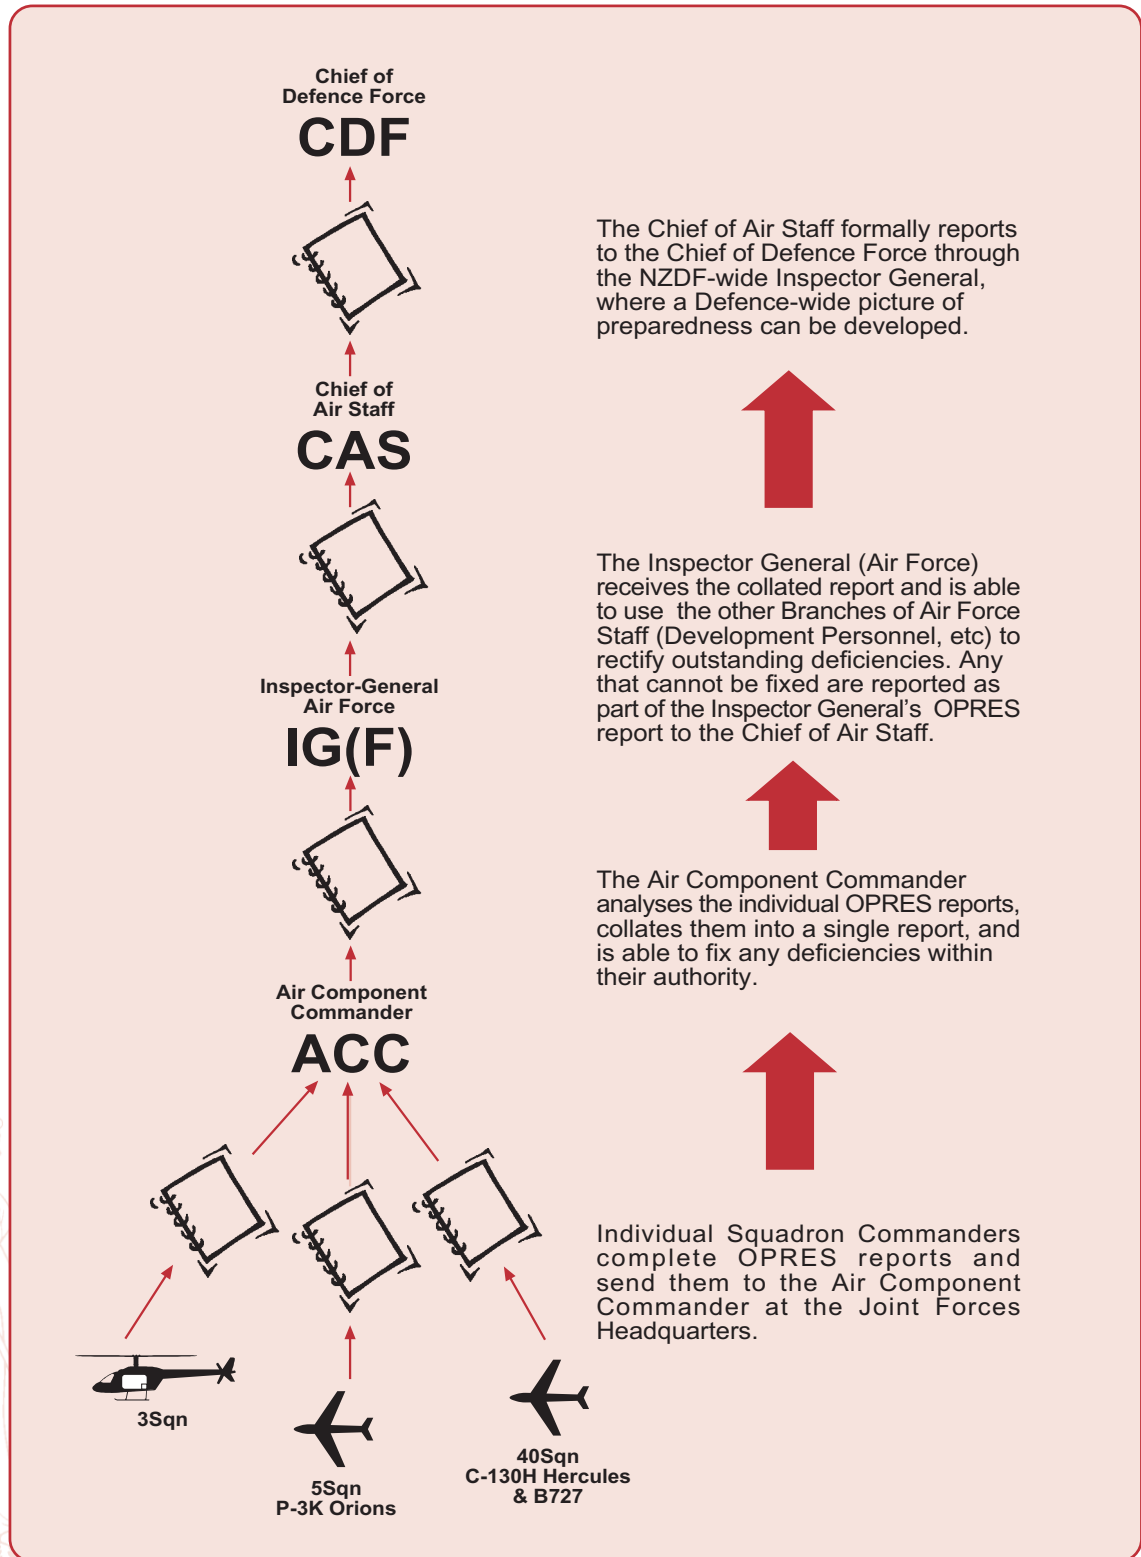 Chief of
Defence Force
CDF
The Chief of Air Staff formally reports
to the Chief of Defence Force through
the NZDF-wide Inspector General,
where a Defence-wide picture of
preparedness can be developed.
Chief of
Air Staff
CAS
The Inspector General (Air Force)
receives the collated report and is able
to use the other Branches of Air Force
Staff (Development Personnel, etc) to
rectify outstanding deficiencies. Any
that cannot be fixed are reported as
part of the Inspector General's OPRES
report to the Chief of Air Staff.
Inspector-General
Air Force
IG(F)
The Air Component Commander
analyses the individual OPRES reports,
collates them into a single report, and
is able to fix any deficiencies within
their authority.
Air Component
Commander
ACC
Individual Squadron Commanders
complete OPRES reports and
send them to the Air Component
Commander at the Joint Forces
Headquarters.
3Sqn
5Sqn
P-3K Orions
40Sqn
C-130H Hercules
& B727